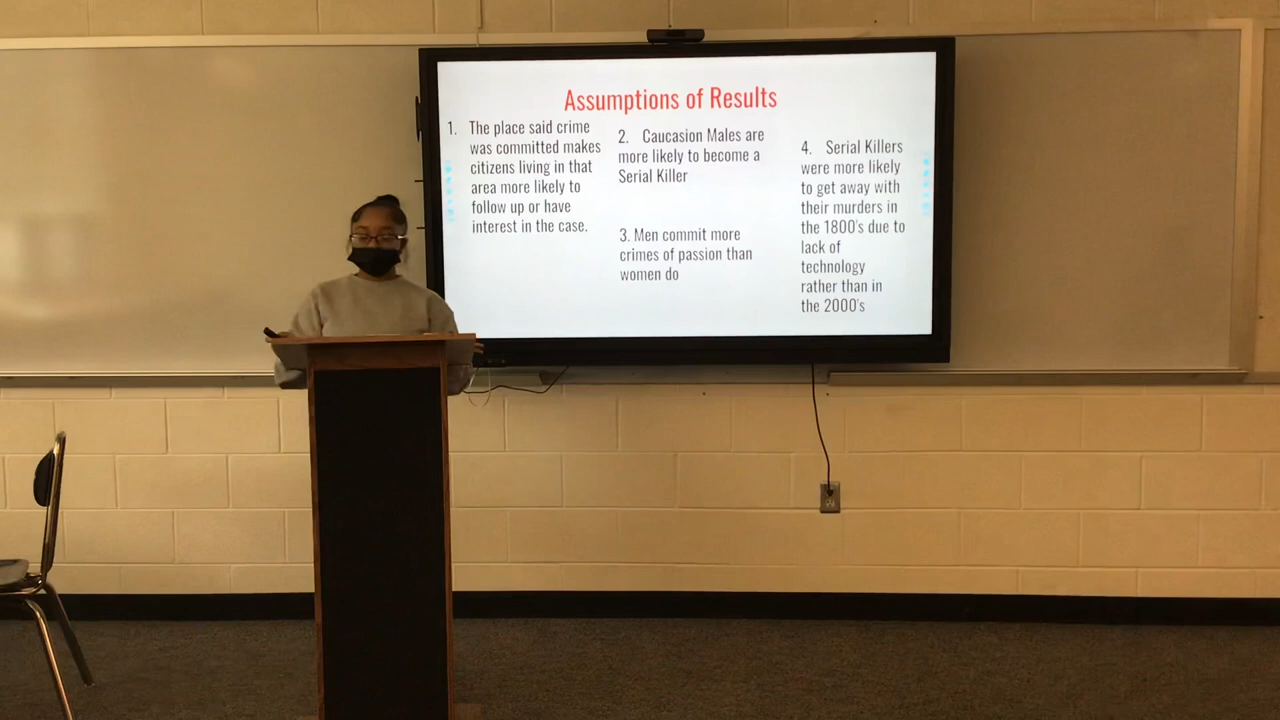 Assumptions of Results
1. The place said crime
was committed makes
citizens living in that
area more likely to
follow up or have
interest in the case.
2. Caucasion Males are
more likely to become a
Serial Killer
3. Men commit more
crimes of passion than
women do
4. Serial Killers
were more likely
to get away with
their murders in
the 1800's due to
lack of
technology
rather than in
the 2000's